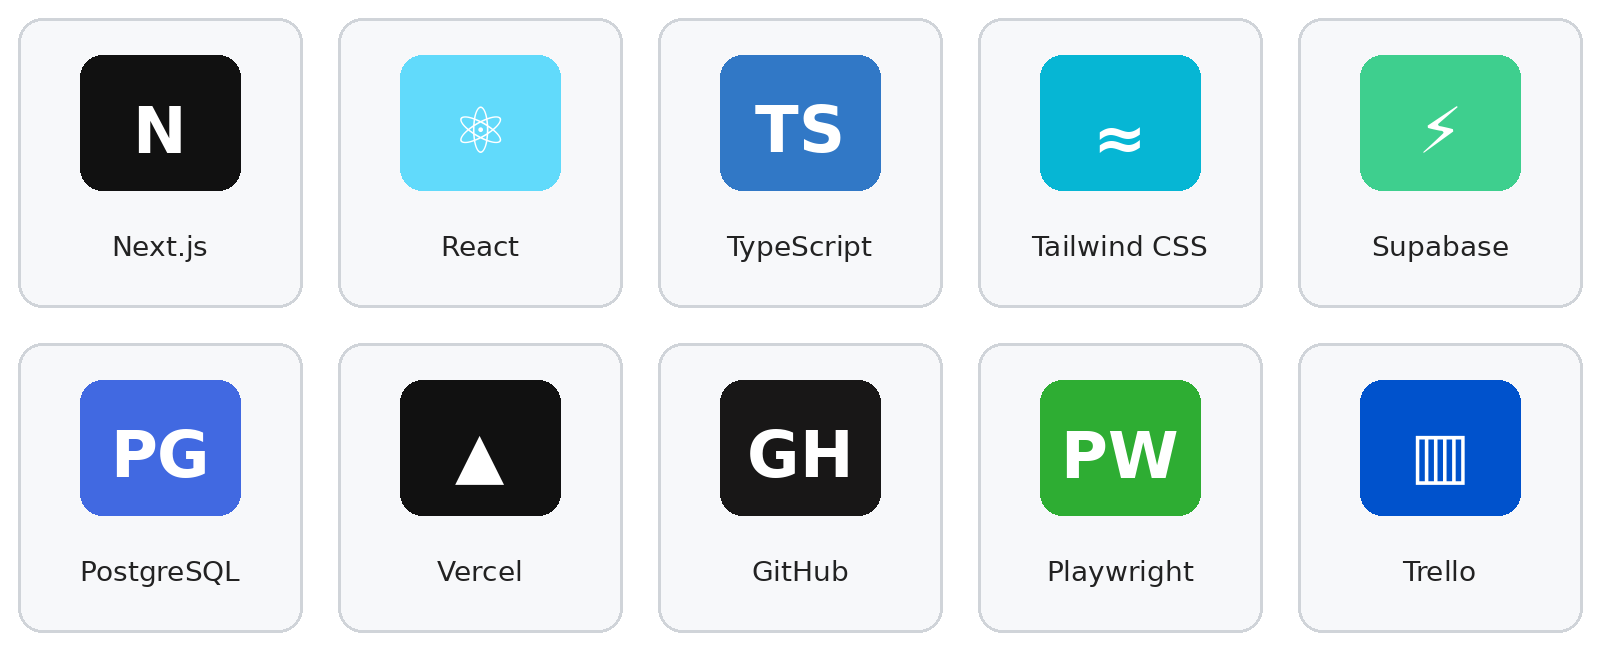 N
⚛
TS
≈
⚡
Next.js
React
TypeScript
Tailwind CSS
Supabase
PG
▲
GH
PW
▥
PostgreSQL
Vercel
GitHub
Playwright
Trello